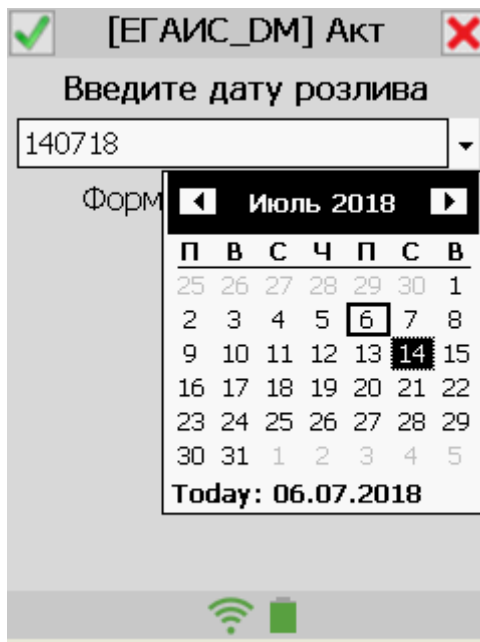 [ЕГАИС_DM] Акт
Введите дату розлива
140718
Форм
Июль 2018
П В С Ч П С В
25 26 27 28 29 30 1
2 3 4 5 6 7 8
9 10 11 12 13 14 15
16 17 18 19 20 21 22
23 24 25 26 27 28 29
30 31 1 2 3 4 5
Today: 06.07.2018